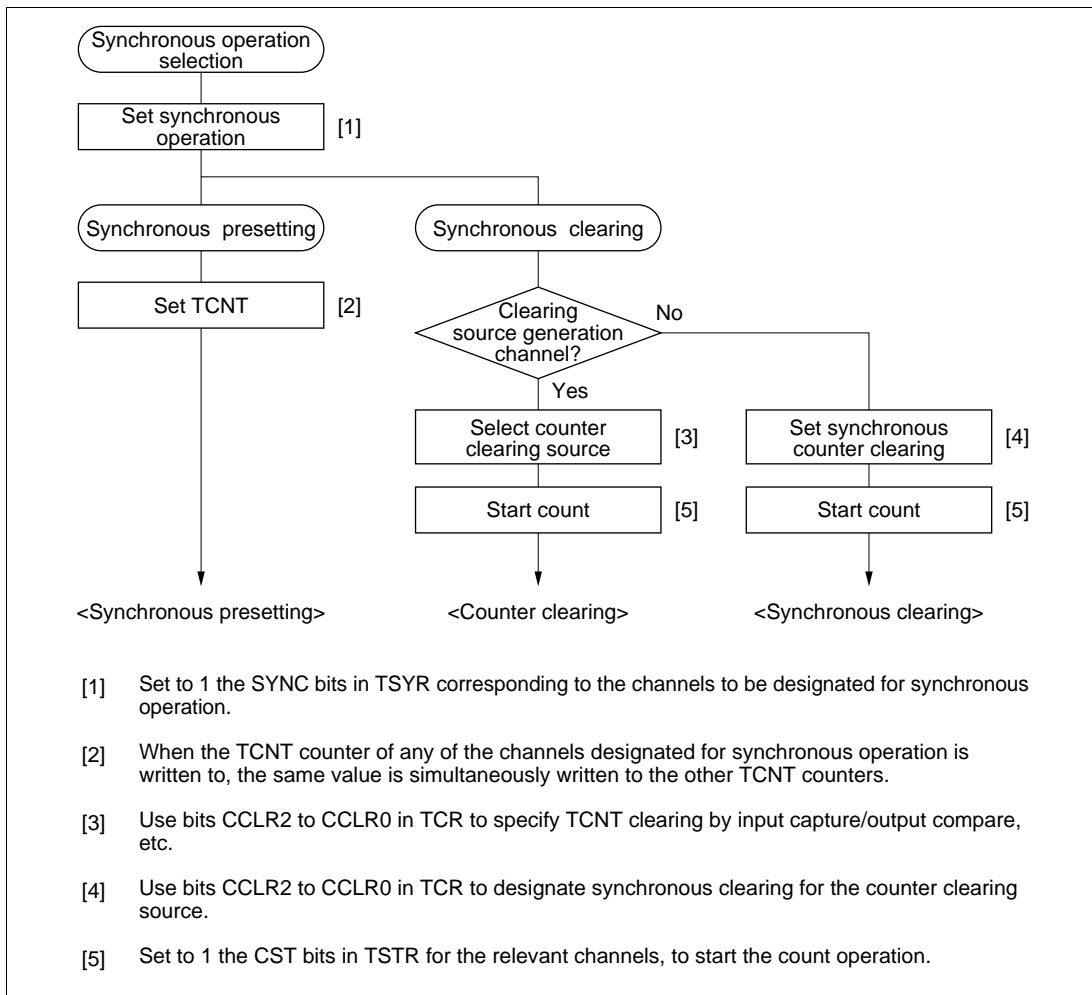 Synchronous operation
selection
Set synchronous
operation
[1]
Synchronous presetting
Synchronous clearing
Set TCNT
[2]
Clearing
source generation
channel?
No
Yes
Select counter
clearing source
[3]
Set synchronous
counter clearing
[4]
Start count
[5]
Start count
[5]
<Synchronous presetting>
<Counter clearing>
<Synchronous clearing>
[1] Set to 1 the SYNC bits in TSYR corresponding to the channels to be designated for synchronous
operation.
[2] When the TCNT counter of any of the channels designated for synchronous operation is
written to, the same value is simultaneously written to the other TCNT counters.
[3] Use bits CCLR2 to CCLR0 in TCR to specify TCNT clearing by input capture/output compare,
etc.
[4] Use bits CCLR2 to CCLR0 in TCR to designate synchronous clearing for the counter clearing
source.
[5] Set to 1 the CST bits in TSTR for the relevant channels, to start the count operation.